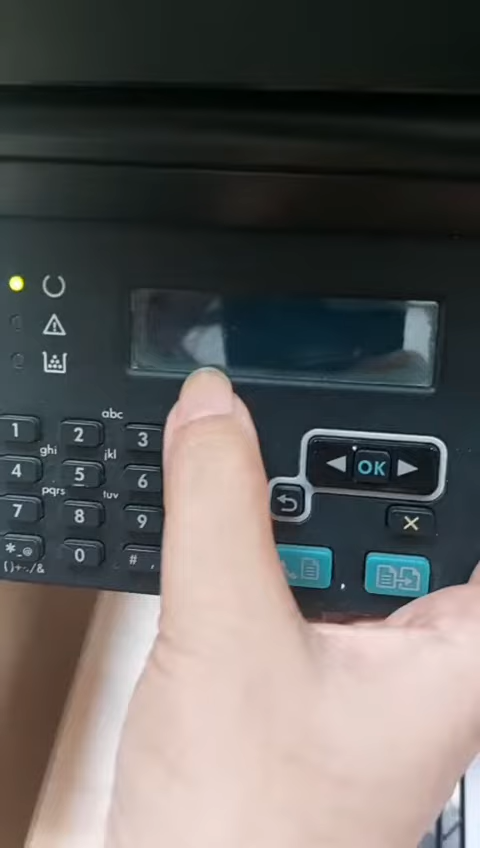 abc
1 2 3
ghi jkl
4 5 6
pqrs tuv
7 8 9
*_@ 0 # ,
()+-./&
◀ OK ▶